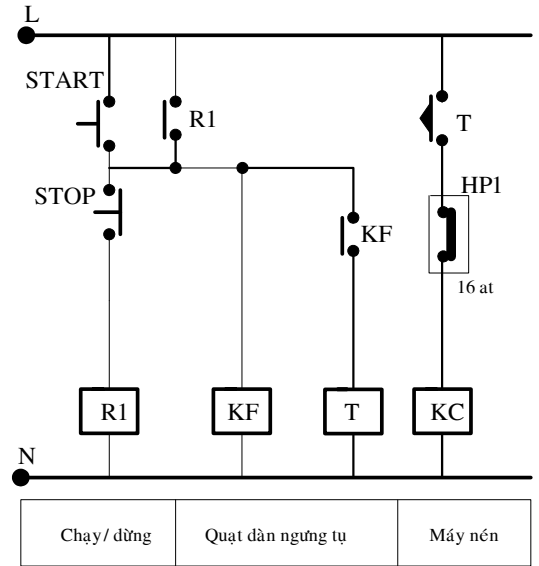 L
START
R1
T
STOP
HP1
KF
16 at
R1
KF
T
KC
N
Chạy/ dừng
Quạt dàn ngưng tụ
Máy nén